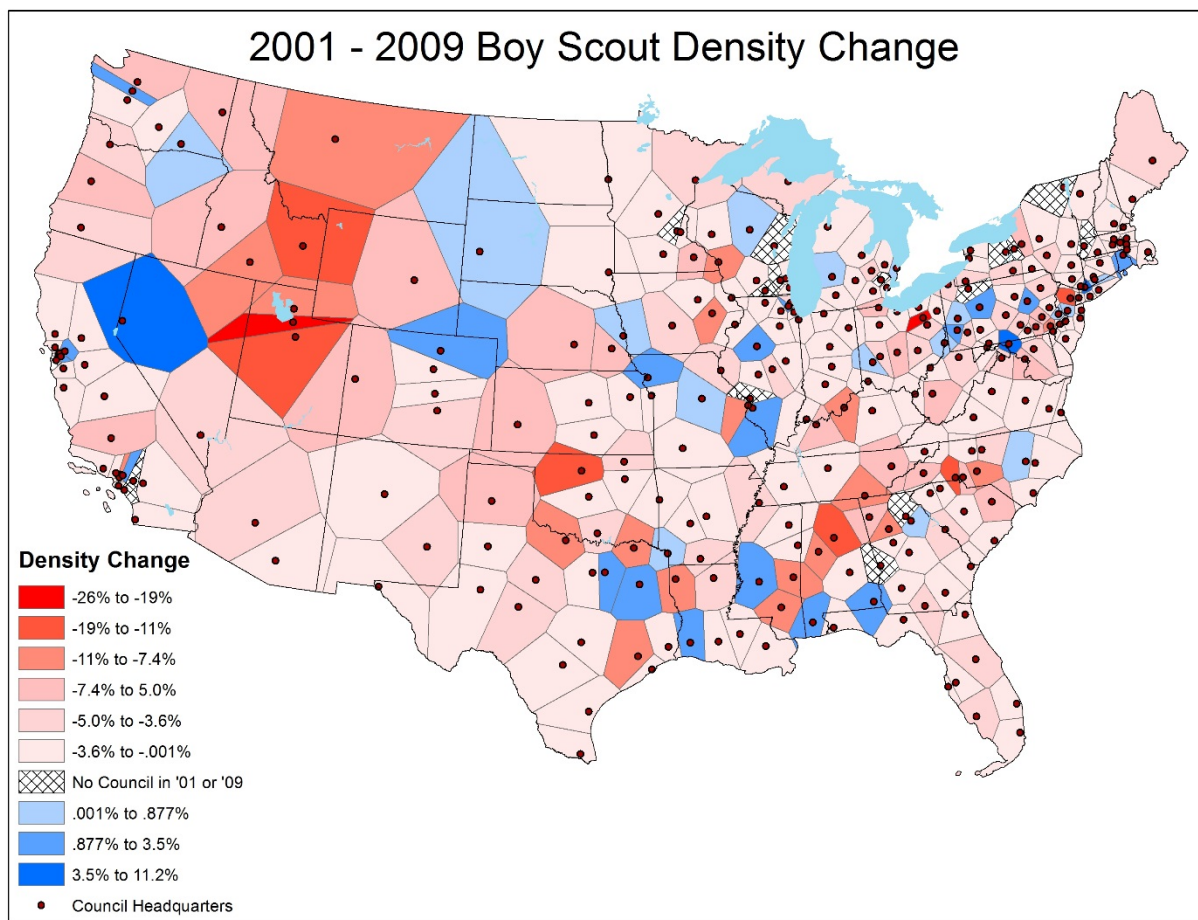 2001 - 2009 Boy Scout Density Change
Density Change
-26% to -19%
-19% to -11%
-11% to -7.4%
-7.4% to 5.0%
-5.0% to -3.6%
-3.6% to -.001%
No Council in '01 or '09
.001% to .877%
.877% to 3.5%
3.5% to 11.2%
Council Headquarters